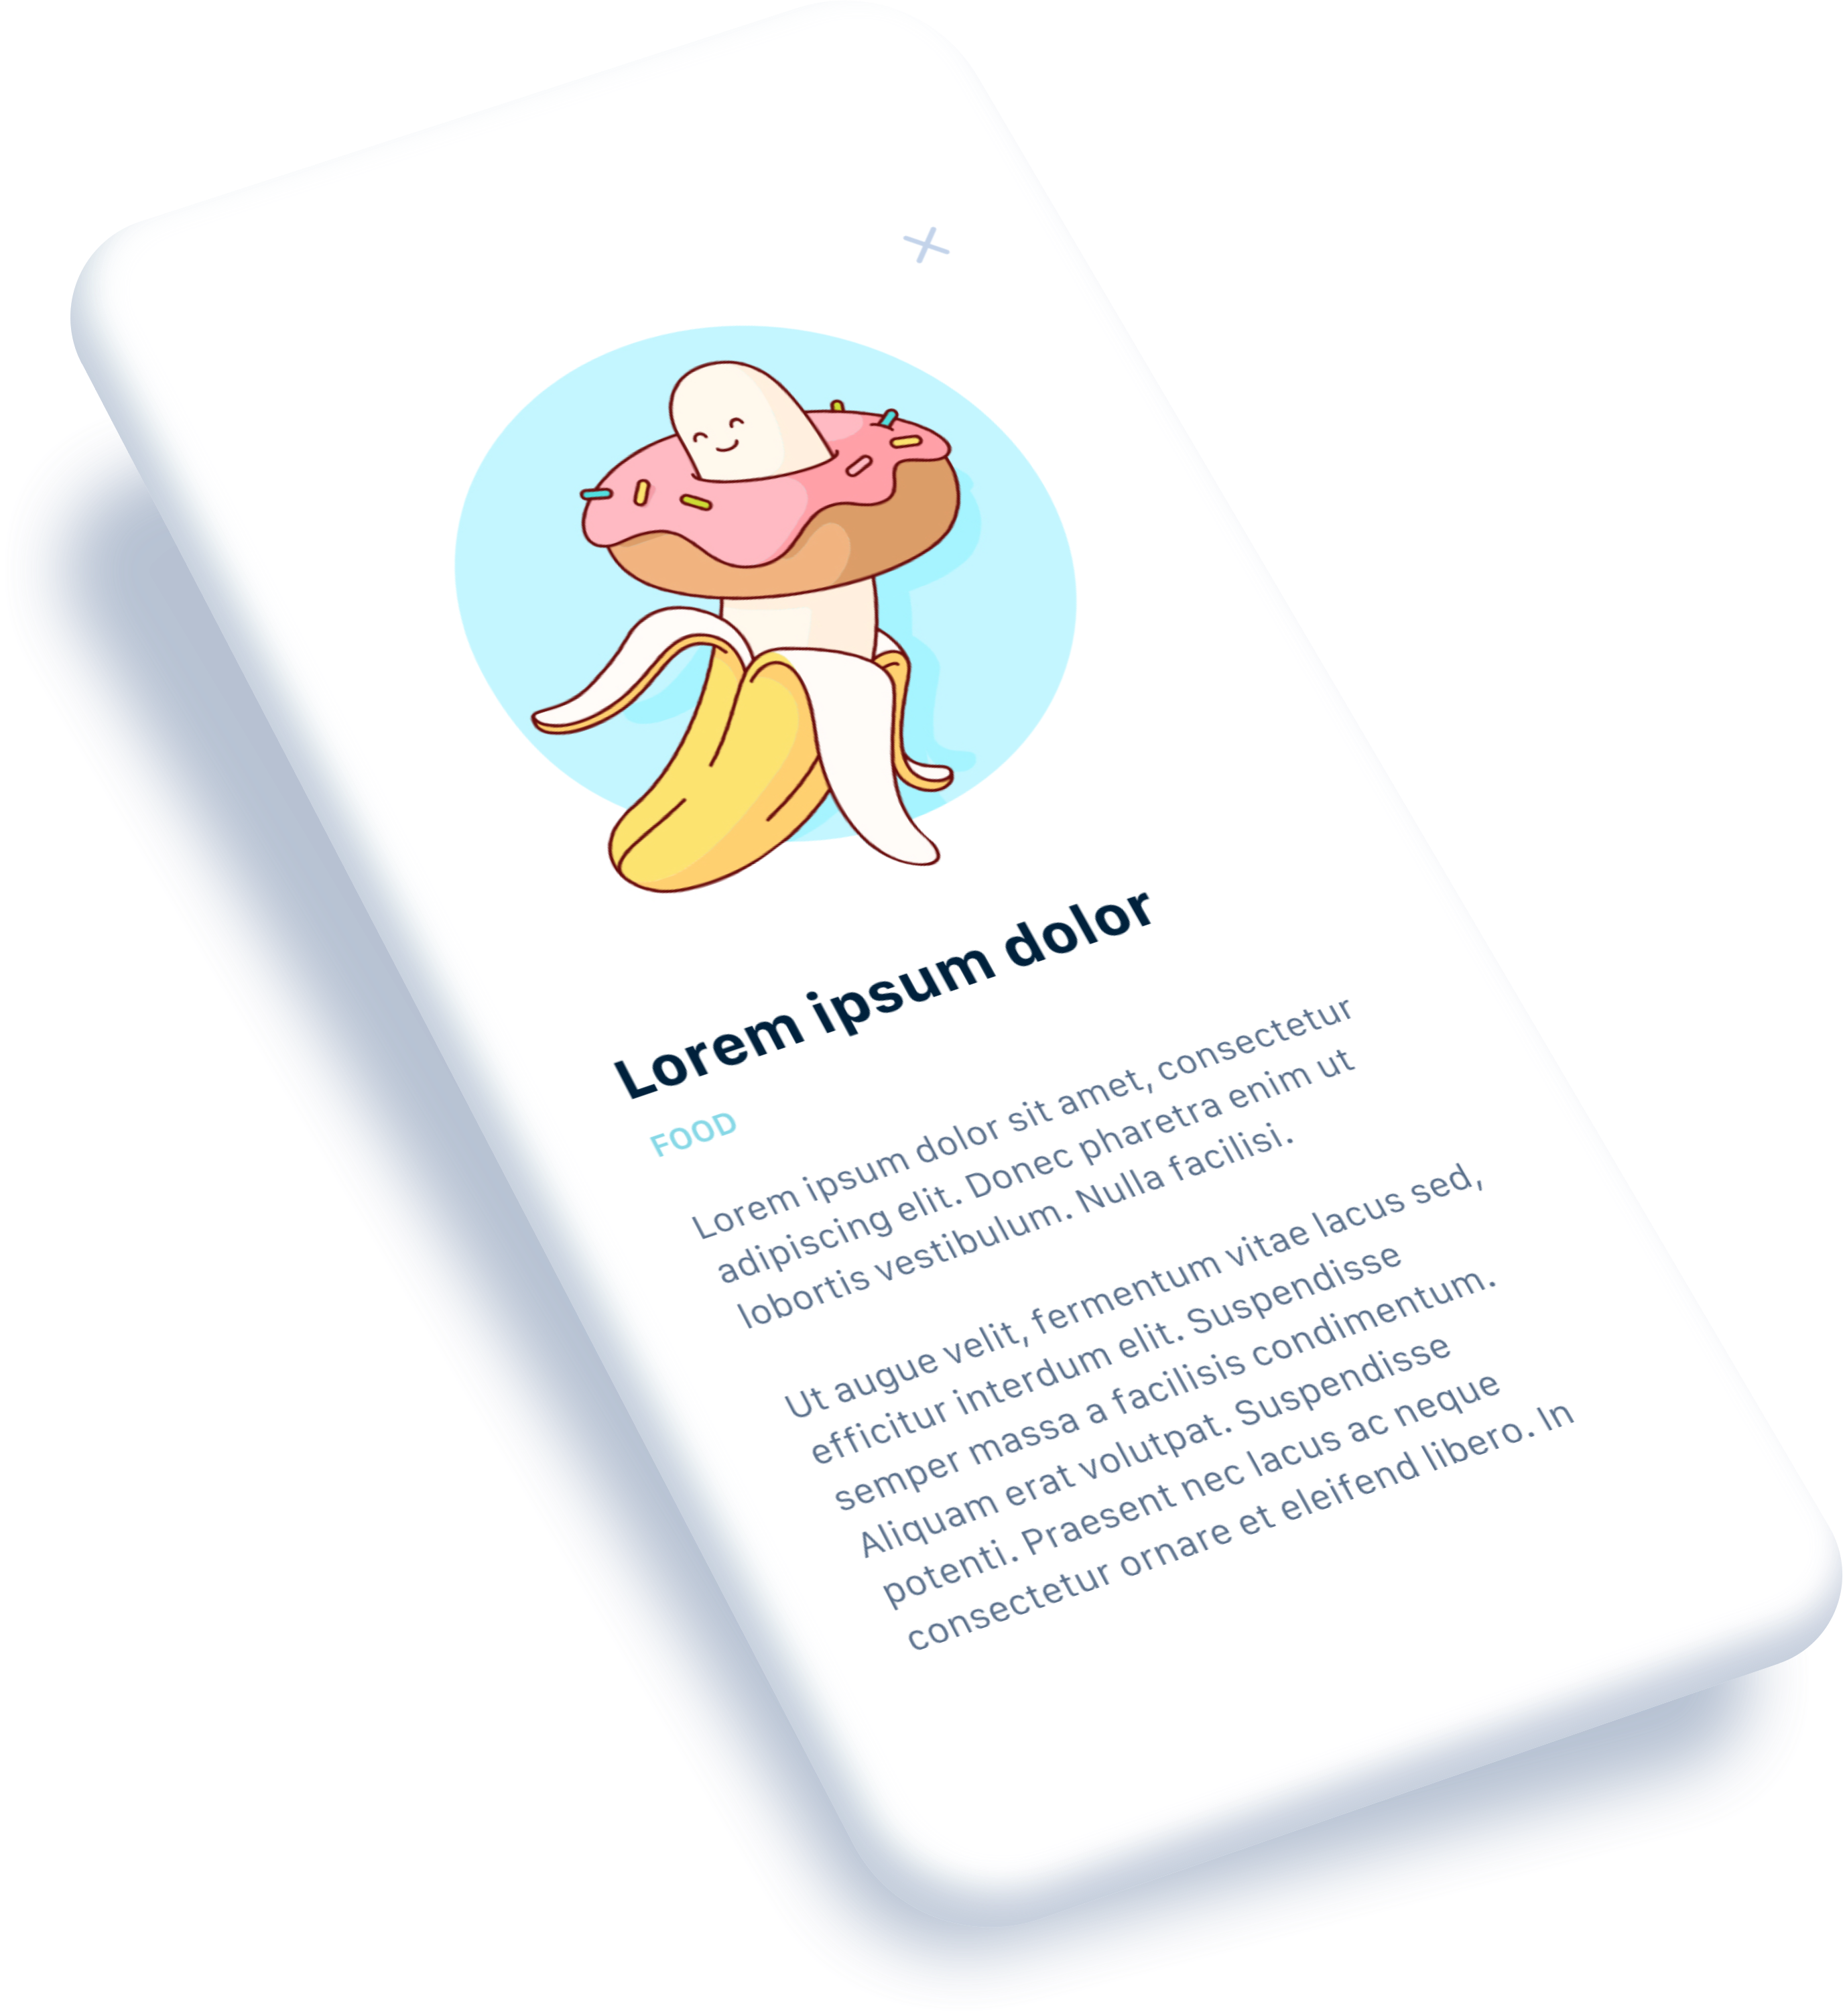 Lorem ipsum dolor
FOOD
Lorem ipsum dolor sit amet, consectetur
adipiscing elit. Donec pharetra enim ut
lobortis vestibulum. Nulla facilisi.
Ut augue velit, fermentum vitae lacus sed,
efficitur interdum elit. Suspendisse
semper massa a facilisis condimentum.
Aliquam erat volutpat. Suspendisse
potenti. Praesent nec lacus ac neque
consectetur ornare et eleifend libero. In